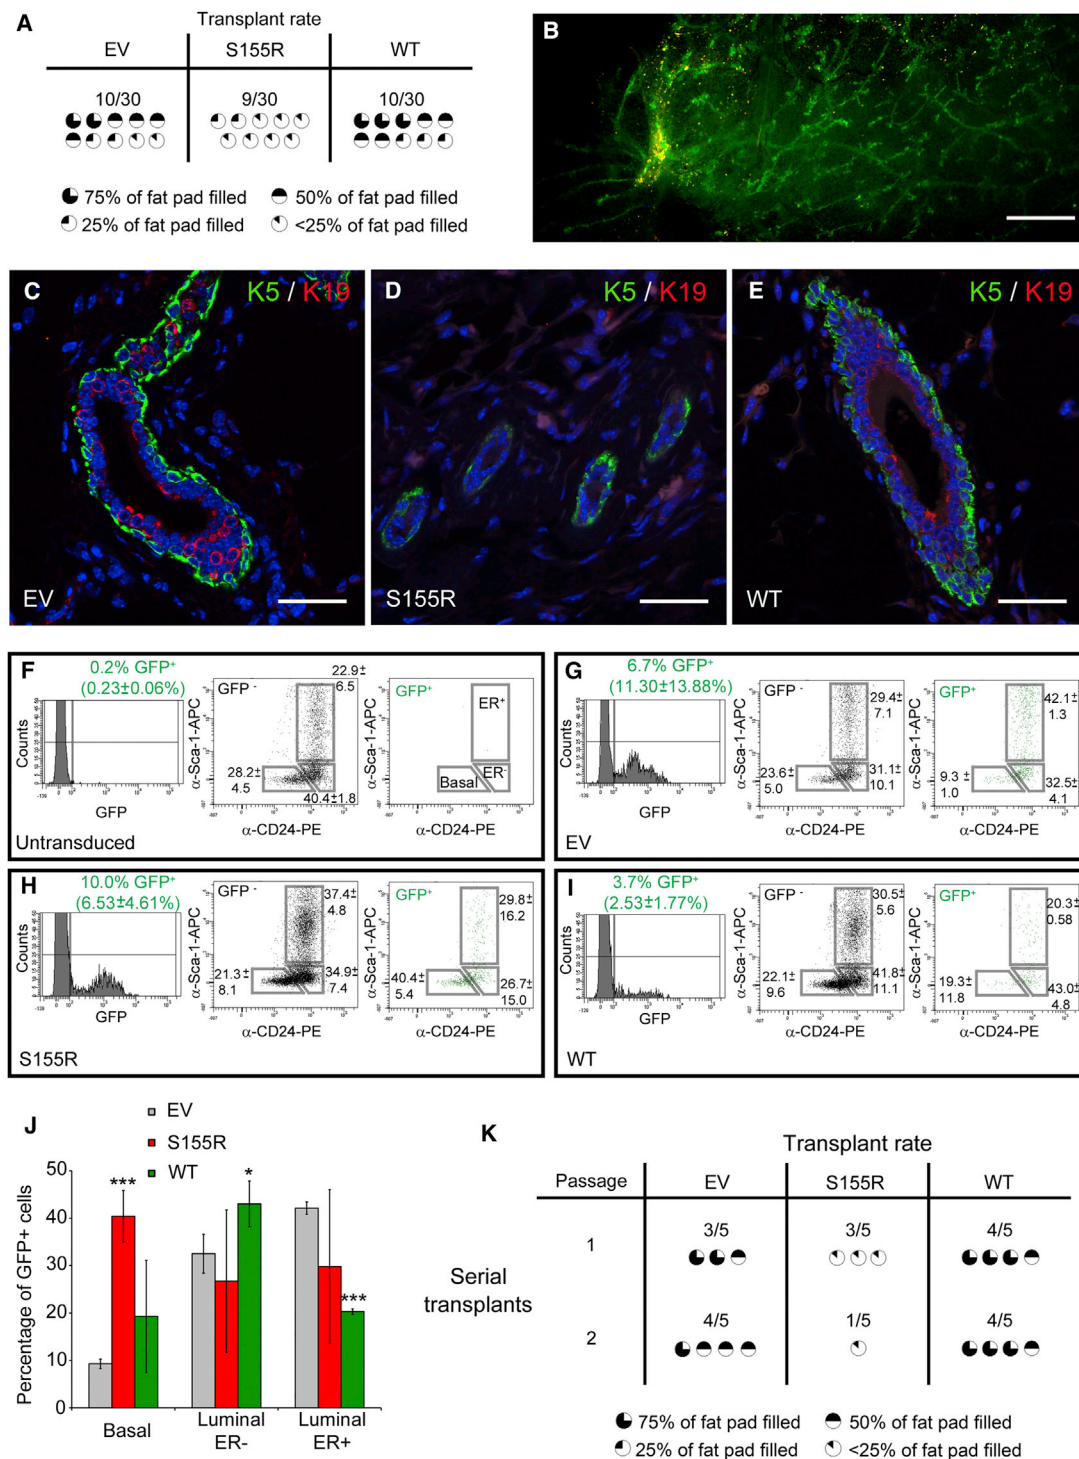 A
Transplant rate
EV S155R WT
10/30 9/30 10/30
75% of fat pad filled 50% of fat pad filled
25% of fat pad filled <25% of fat pad filled
B
C K5 / K19
EV
D K5 / K19
S155R
E K5 / K19
WT
F 0.2% GFP+
(0.23±0.06%)
Counts
GFP
Untransduced
GFP -
22.9±
6.5
28.2±
4.5
40.4±1.8
α-Sca-1-APC
α-CD24-PE
GFP+
ER+
Basal
ER-
α-Sca-1-APC
α-CD24-PE
G 6.7% GFP+
(11.30±13.88%)
Counts
GFP
EV
GFP -
29.4±
7.1
23.6±
5.0
31.1±
10.1
α-Sca-1-APC
α-CD24-PE
GFP+
42.1±
1.3
9.3±
1.0
32.5±
4.1
α-Sca-1-APC
α-CD24-PE
H 10.0% GFP+
(6.53±4.61%)
Counts
GFP
S155R
GFP -
37.4±
4.8
21.3±
8.1
34.9±
7.4
α-Sca-1-APC
α-CD24-PE
GFP+
29.8±
16.2
40.4±
5.4
26.7±
15.0
α-Sca-1-APC
α-CD24-PE
I 3.7% GFP+
(2.53±1.77%)
Counts
GFP
WT
GFP -
30.5±
5.6
22.1±
9.6
41.8±
11.1
α-Sca-1-APC
α-CD24-PE
GFP+
20.3±
0.58
19.3±
11.8
43.0±
4.8
α-Sca-1-APC
α-CD24-PE
J
EV
S155R
WT
Percentage of GFP+ cells
50
40
30
20
10
0
*** * ***
Basal Luminal ER- Luminal ER+
K
Transplant rate
Passage EV S155R WT
Serial transplants
1 3/5 3/5 4/5
2 4/5 1/5 4/5
75% of fat pad filled 50% of fat pad filled
25% of fat pad filled <25% of fat pad filled